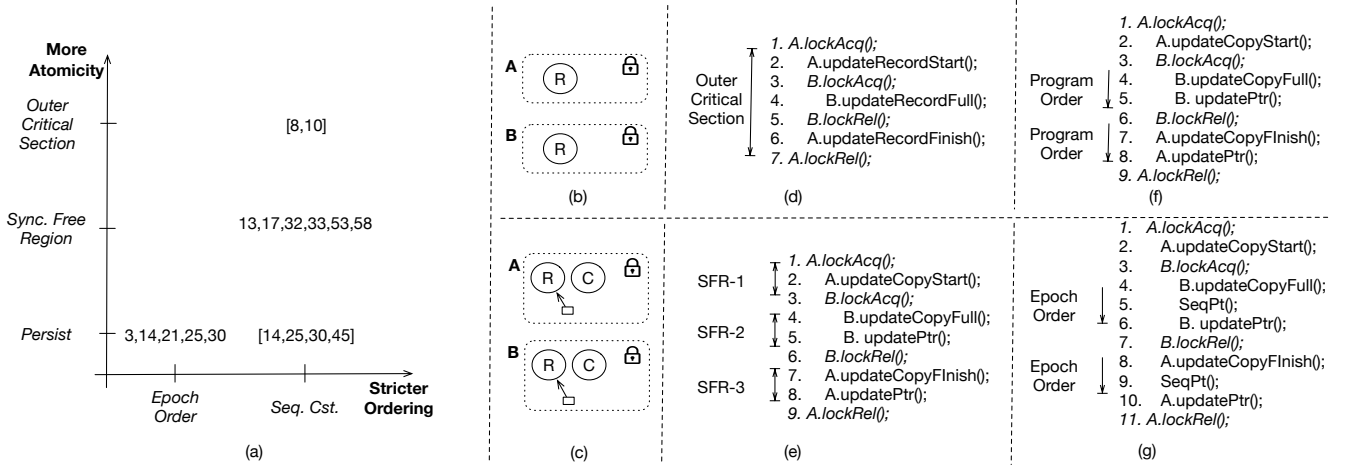 More
Atomicity
Outer
Critical
Section
[8,10]
Sync. Free
Region
13,17,32,33,53,58
Persist
3,14,21,25,30
[14,25,30,45]
Epoch
Order
Seq. Cst.
Stricter
Ordering
(a)
A
R
B
R
(b)
A
R
C
B
R
C
(c)
Outer
Critical
Section
1. A.lockAcq();
2. A.updateRecordStart();
3. B.lockAcq();
4. B.updateRecordFull();
5. B.lockRel();
6. A.updateRecordFinish();
7. A.lockRel();
(d)
SFR-1
SFR-2
SFR-3
1. A.lockAcq();
2. A.updateCopyStart();
3. B.lockAcq();
4. B.updateCopyFull();
5. B. updatePtr();
6. B.lockRel();
7. A.updateCopyFInish();
8. A.updatePtr();
9. A.lockRel();
(e)
Program
Order
Program
Order
1. A.lockAcq();
2. A.updateCopyStart();
3. B.lockAcq();
4. B.updateCopyFull();
5. B. updatePtr();
6. B.lockRel();
7. A.updateCopyFInish();
8. A.updatePtr();
9. A.lockRel();
(f)
Epoch
Order
Epoch
Order
1. A.lockAcq();
2. A.updateCopyStart();
3. B.lockAcq();
4. B.updateCopyFull();
5. SeqPt();
6. B. updatePtr();
7. B.lockRel();
8. A.updateCopyFInish();
9. SeqPt();
10. A.updatePtr();
11. A.lockRel();
(g)